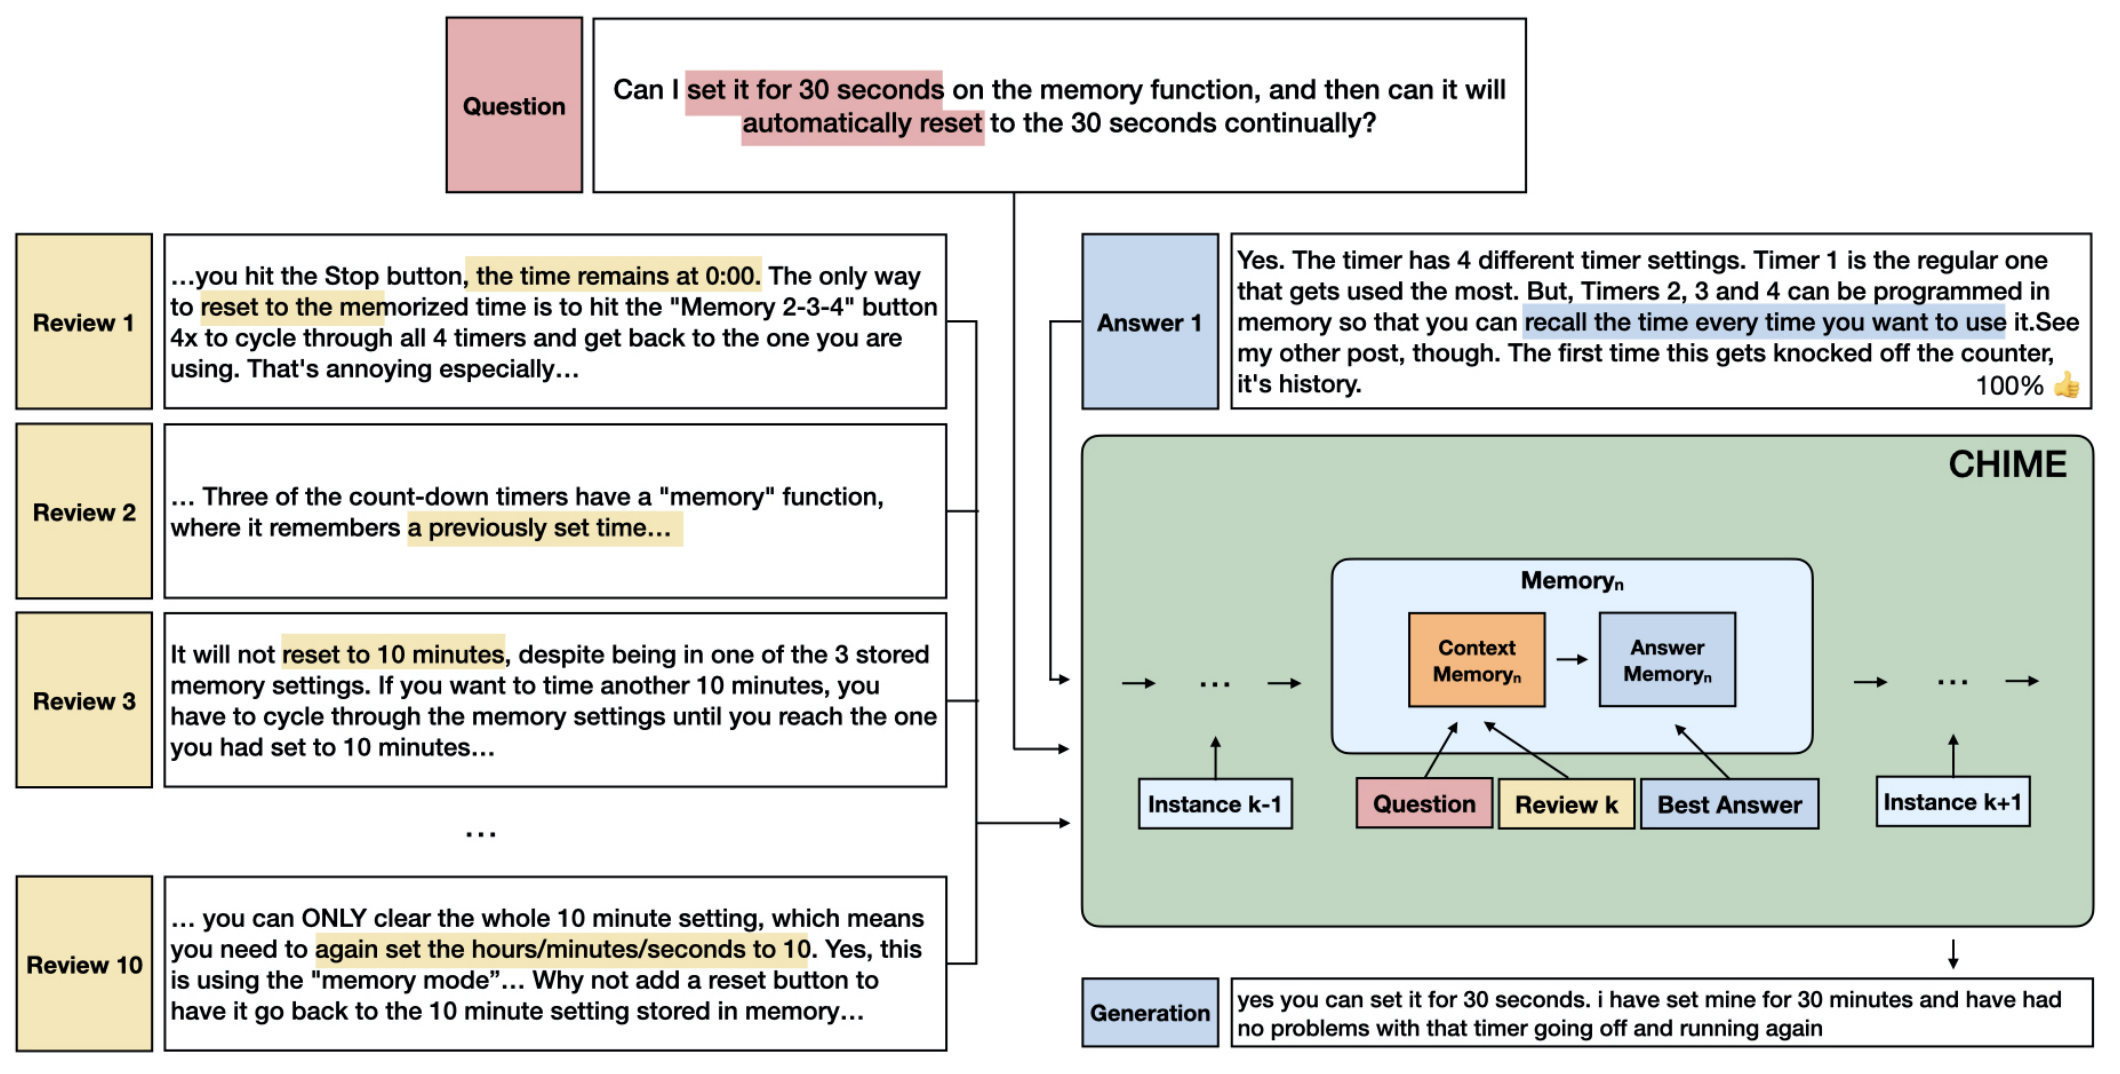 Question
Can I set it for 30 seconds on the memory function, and then can it will
automatically reset to the 30 seconds continually?
Review 1
…you hit the Stop button, the time remains at 0:00. The only way
to reset to the memorized time is to hit the "Memory 2-3-4" button
4x to cycle through all 4 timers and get back to the one you are
using. That's annoying especially…
Review 2
… Three of the count-down timers have a "memory" function,
where it remembers a previously set time…
Review 3
It will not reset to 10 minutes, despite being in one of the 3 stored
memory settings. If you want to time another 10 minutes, you
have to cycle through the memory settings until you reach the one
you had set to 10 minutes…
…
Review 10
… you can ONLY clear the whole 10 minute setting, which means
you need to again set the hours/minutes/seconds to 10. Yes, this
is using the "memory mode”… Why not add a reset button to
have it go back to the 10 minute setting stored in memory…
Answer 1
Yes. The timer has 4 different timer settings. Timer 1 is the regular one
that gets used the most. But, Timers 2, 3 and 4 can be programmed in
memory so that you can recall the time every time you want to use it.See
my other post, though. The first time this gets knocked off the counter,
it's history.
100% 👍
CHIME
Memoryₙ
Context
Memoryₙ
Answer
Memoryₙ
…
…
Instance k-1
Question
Review k
Best Answer
Instance k+1
Generation
yes you can set it for 30 seconds. i have set mine for 30 minutes and have had
no problems with that timer going off and running again